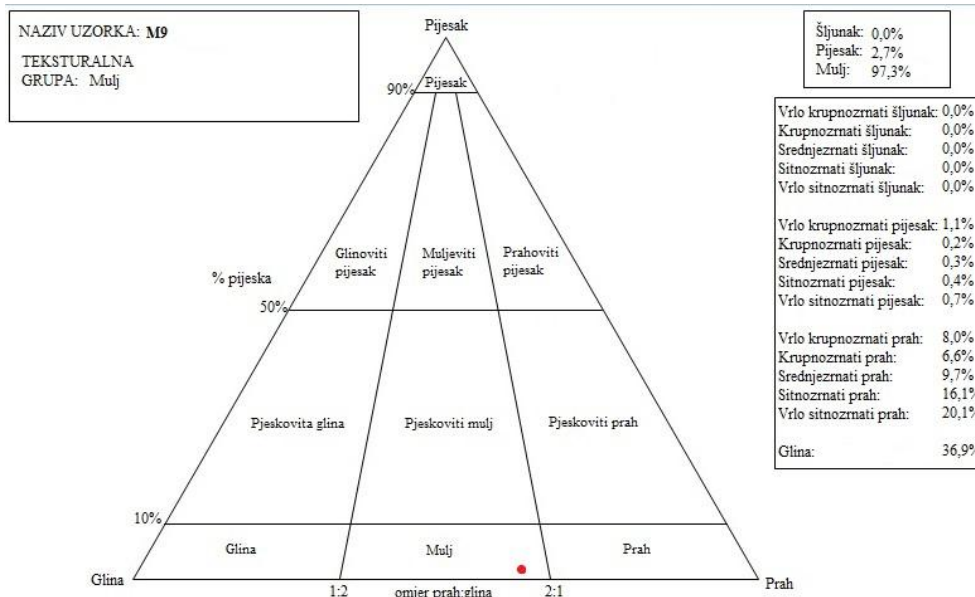 NAZIV UZORKA: M9
TEKSTURALNA
GRUPA: Mulj
Pijesak
90%
Pijesak
Glinoviti
pijesak
Muljeviti
pijesak
Prahoviti
pijesak
% pijeska
50%
Pjeskovita glina
Pjeskoviti mulj
Pjeskoviti prah
10%
Glina
Mulj
Prah
Glina
1:2
omjer prah:glina
2:1
Prah
Šljunak: 0,0%
Pijesak: 2,7%
Mulj: 97,3%
Vrlo krupnozrnati šljunak: 0,0%
Krupnozrnati šljunak: 0,0%
Srednjezrnati šljunak: 0,0%
Sitnozrnati šljunak: 0,0%
Vrlo sitnozrnati šljunak: 0,0%
Vrlo krupnozrnati pijesak: 1,1%
Krupnozrnati pijesak: 0,2%
Srednjezrnati pijesak: 0,3%
Sitnozrnati pijesak: 0,4%
Vrlo sitnozrnati pijesak: 0,7%
Vrlo krupnozrnati prah: 8,0%
Krupnozrnati prah: 6,6%
Srednjezrnati prah: 9,7%
Sitnozrnati prah: 16,1%
Vrlo sitnozrnati prah: 20,1%
Glina: 36,9%